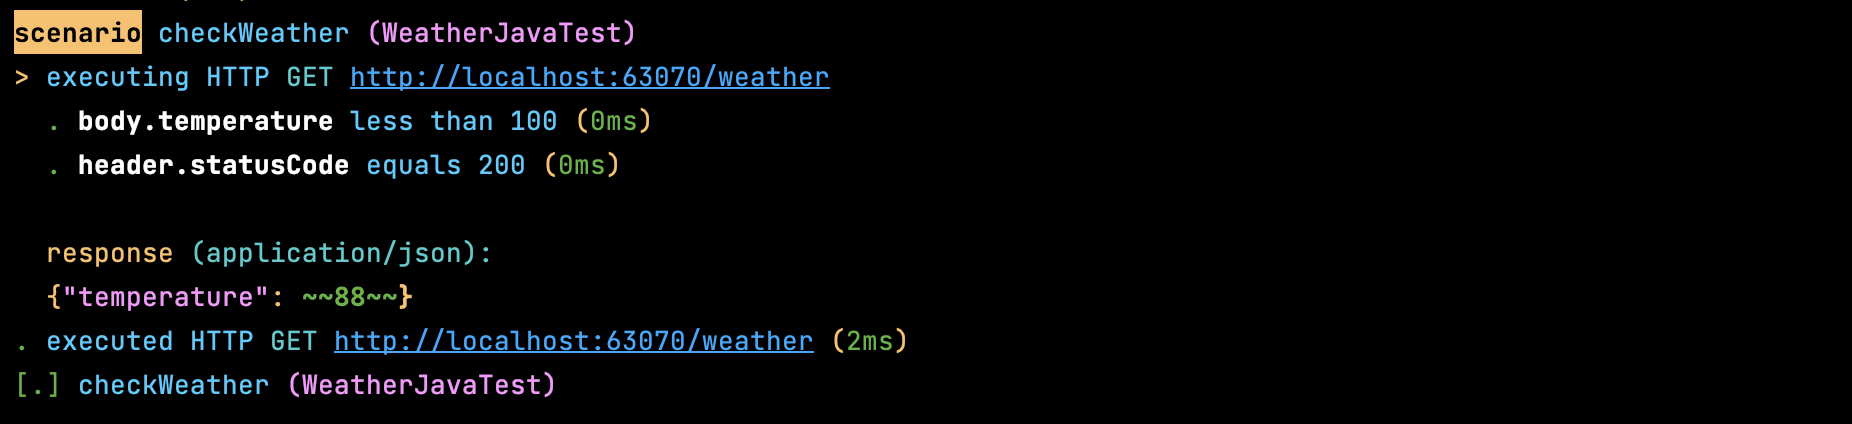 scenario checkWeather (WeatherJavaTest)
> executing HTTP GET http://localhost:63070/weather
. body.temperature less than 100 (0ms)
. header.statusCode equals 200 (0ms)
response (application/json):
{"temperature": ~~88~~}
. executed HTTP GET http://localhost:63070/weather (2ms)
[.] checkWeather (WeatherJavaTest)